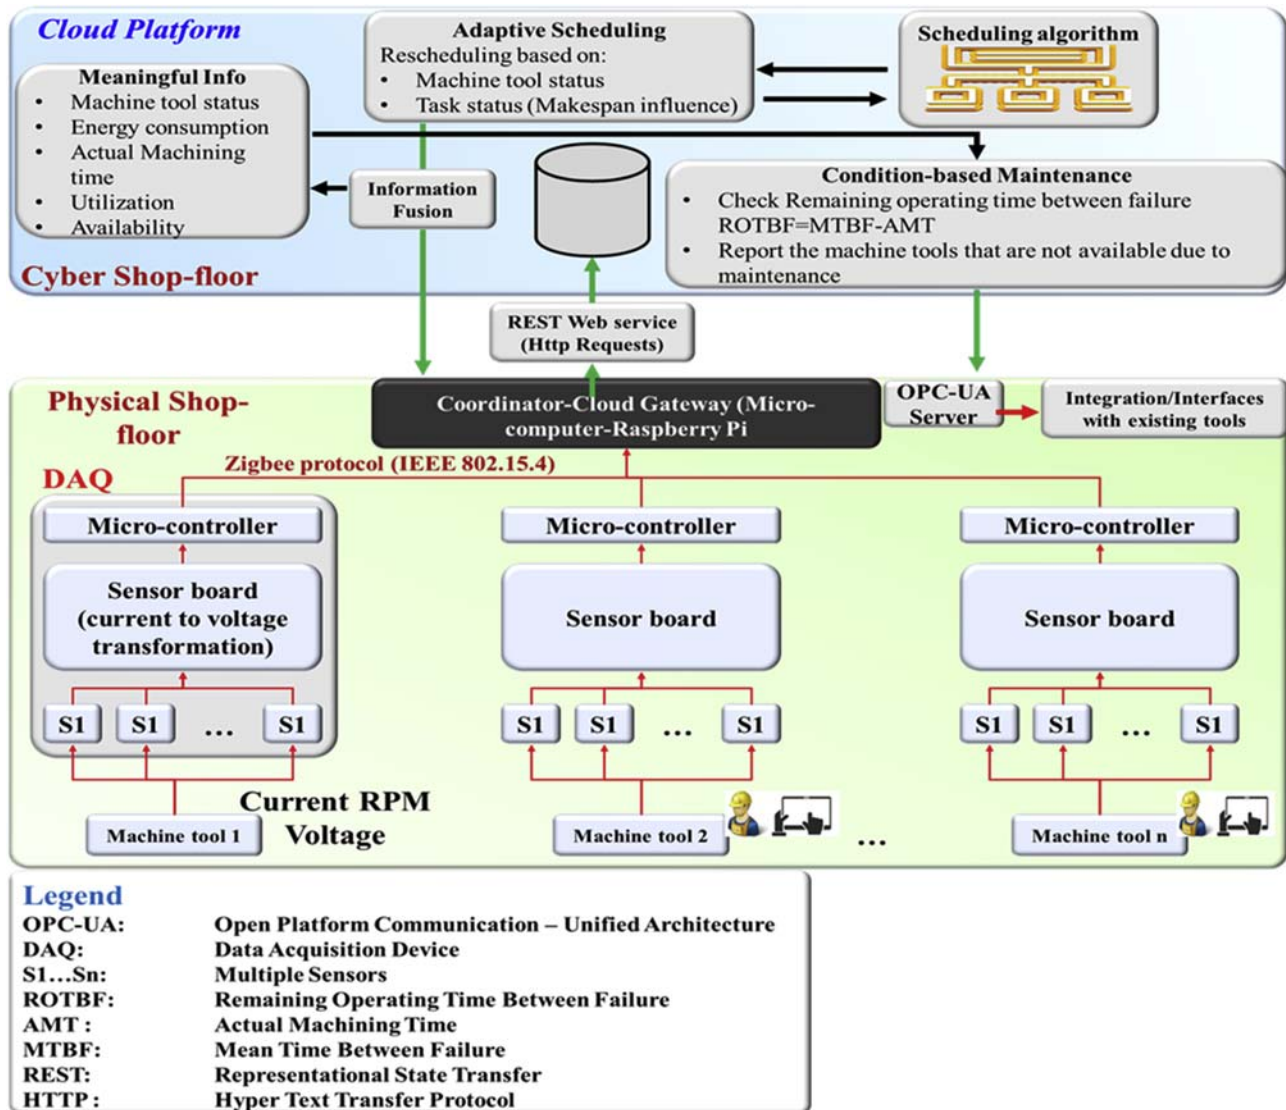 Cloud Platform
Meaningful Info
• Machine tool status
• Energy consumption
• Actual Machining
time
• Utilization
• Availability
Adaptive Scheduling
Rescheduling based on:
• Machine tool status
• Task status (Makespan influence)
Scheduling algorithm
Information
Fusion
Condition-based Maintenance
• Check Remaining operating time between failure
ROTBF=MTBF-AMT
• Report the machine tools that are not available due to
maintenance
Cyber Shop-floor
REST Web service
(Http Requests)
Physical Shop-
floor
Coordinator-Cloud Gateway (Micro-
computer-Raspberry Pi
OPC-UA
Server
Integration/Interfaces
with existing tools
Zigbee protocol (IEEE 802.15.4)
DAQ
Micro-controller
Micro-controller
Micro-controller
Sensor board
(current to voltage
transformation)
Sensor board
Sensor board
S1 S1 ... S1
S1 S1 ... S1
S1 S1 ... S1
Current RPM
Voltage
Machine tool 1
Machine tool 2
...
Machine tool n
Legend
OPC-UA: Open Platform Communication – Unified Architecture
DAQ: Data Acquisition Device
S1...Sn: Multiple Sensors
ROTBF: Remaining Operating Time Between Failure
AMT : Actual Machining Time
MTBF: Mean Time Between Failure
REST: Representational State Transfer
HTTP : Hyper Text Transfer Protocol